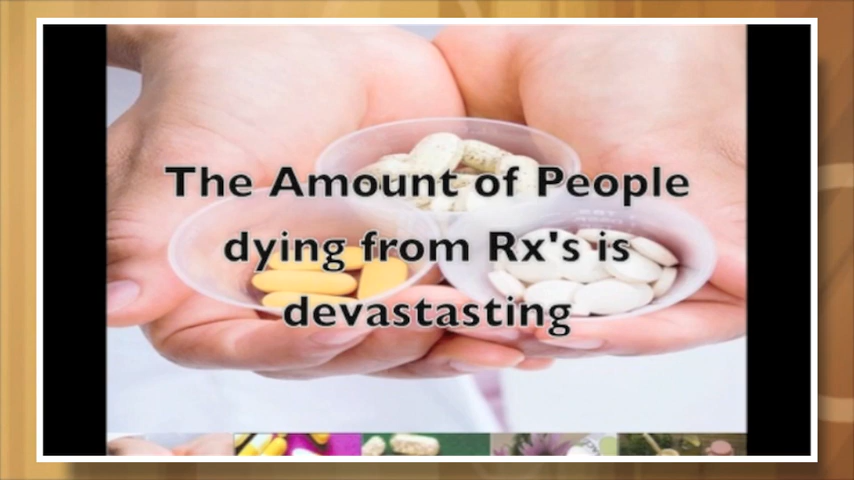 The Amount of People
dying from Rx's is
devastasting